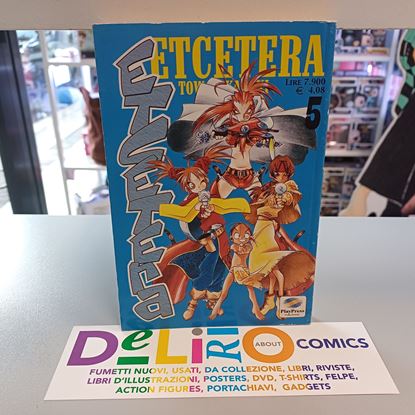 ETCETERA
LIRE 7.900
€ 4,08
5
ETCETERA
Play Press
DeLiRiO ABOUT COMICS
FUMETTI NUOVI, USATI, DA COLLEZIONE, LIBRI, RIVISTE,
LIBRI D'ILLUSTRAZIONI, POSTERS, DVD, T-SHIRTS, FELPE,
ACTION FIGURES, PORTACHIAVI, GADGETS